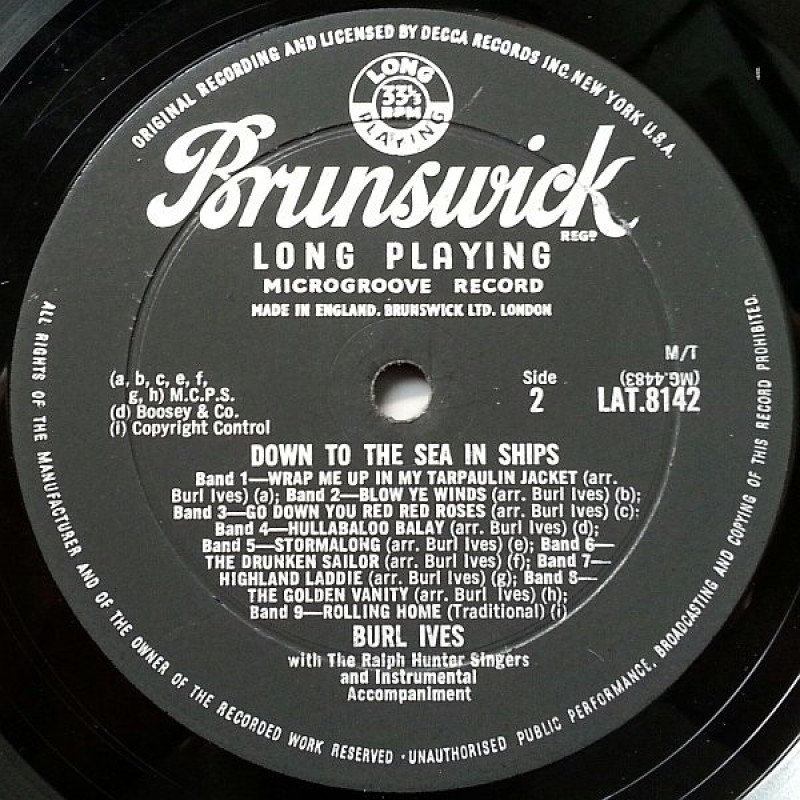 ORIGINAL RECORDING AND LICENSED BY DECCA RECORDS INC. NEW YORK U.S.A.
LONG
33⅓
RPM
PLAYING
Brunswick
REGD
LONG PLAYING
MICROGROOVE RECORD
MADE IN ENGLAND. BRUNSWICK LTD. LONDON
M/T
(a, b, c, e, f,
g, h) M.C.P.S.
(d) Boosey & Co.
(i) Copyright Control
Side
2
(MG.4483)
LAT.8142
DOWN TO THE SEA IN SHIPS
Band 1—WRAP ME UP IN MY TARPAULIN JACKET (arr.
Burl Ives) (a); Band 2—BLOW YE WINDS (arr. Burl Ives) (b);
Band 3—GO DOWN YOU RED RED ROSES (arr. Burl Ives) (c);
Band 4—HULLABALOO BALAY (arr. Burl Ives) (d);
Band 5—STORMALONG (arr. Burl Ives) (e); Band 6—
THE DRUNKEN SAILOR (arr. Burl Ives) (f); Band 7—
HIGHLAND LADDIE (arr. Burl Ives) (g); Band 8—
THE GOLDEN VANITY (arr. Burl Ives) (h);
Band 9—ROLLING HOME (Traditional) (i)
BURL IVES
with The Ralph Hunter Singers
and Instrumental
Accompaniment
ALL RIGHTS OF THE MANUFACTURER AND OF THE OWNER OF THE RECORDED WORK RESERVED · UNAUTHORISED PUBLIC PERFORMANCE, BROADCASTING AND COPYING OF THIS RECORD PROHIBITED.